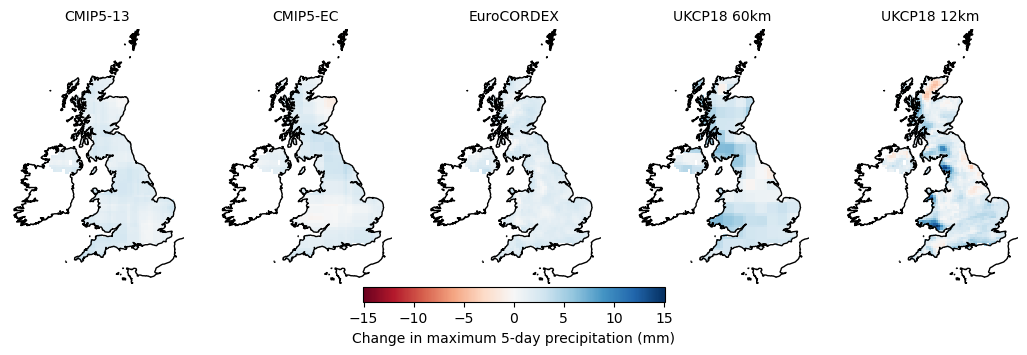 CMIP5-13 CMIP5-EC EuroCORDEX UKCP18 60km UKCP18 12km
−15 −10 −5 0 5 10 15
Change in maximum 5-day precipitation (mm)